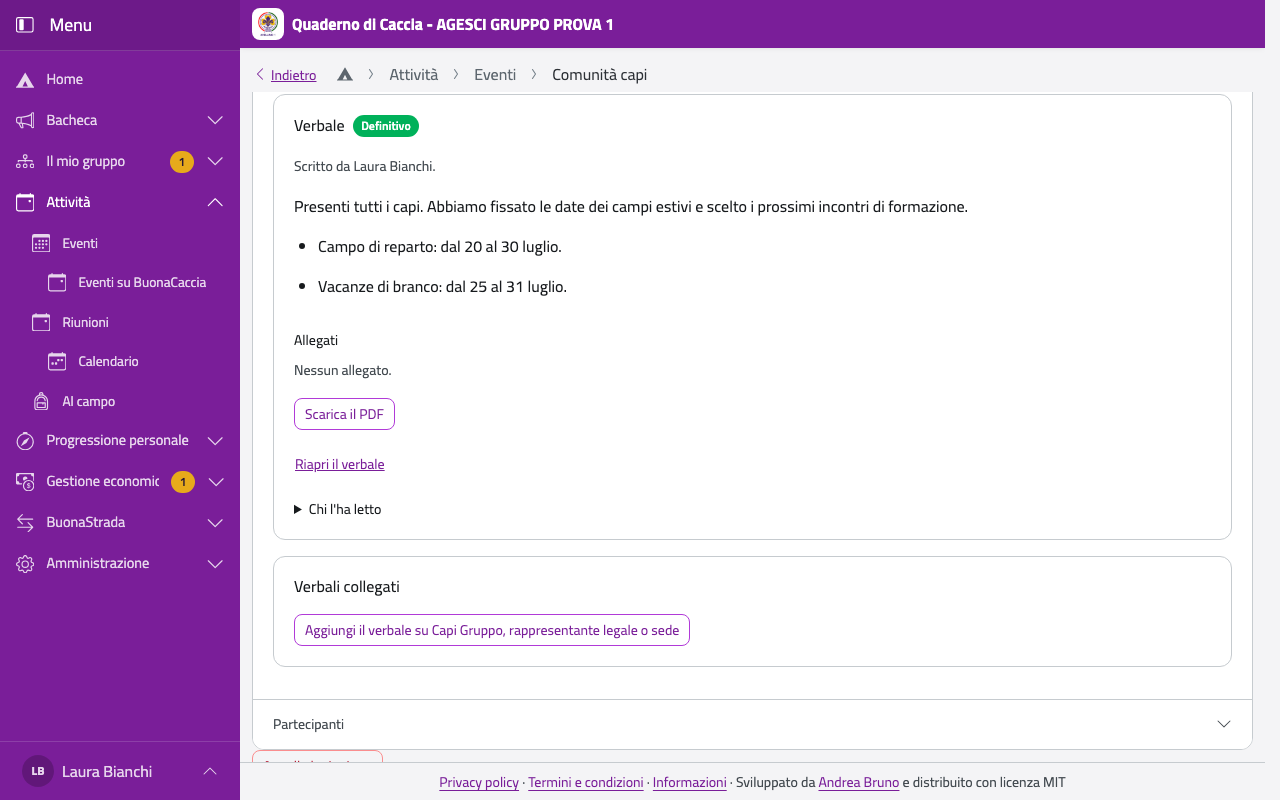 Menu
Quaderno di Caccia - AGESCI GRUPPO PROVA 1
Indietro
Attività
Eventi
Comunità capi
Home
Bacheca
Il mio gruppo
1
Attività
Eventi
Eventi su BuonaCaccia
Riunioni
Calendario
Al campo
Progressione personale
Gestione economic
1
BuonaStrada
Amministrazione
LB
Laura Bianchi
Verbale
Definitivo
Scritto da Laura Bianchi.
Presenti tutti i capi. Abbiamo fissato le date dei campi estivi e scelto i prossimi incontri di formazione.
Campo di reparto: dal 20 al 30 luglio.
Vacanze di branco: dal 25 al 31 luglio.
Allegati
Nessun allegato.
Scarica il PDF
Riapri il verbale
Chi l'ha letto
Verbali collegati
Aggiungi il verbale su Capi Gruppo, rappresentante legale o sede
Partecipanti
Privacy policy · Termini e condizioni · Informazioni · Sviluppato da Andrea Bruno e distribuito con licenza MIT